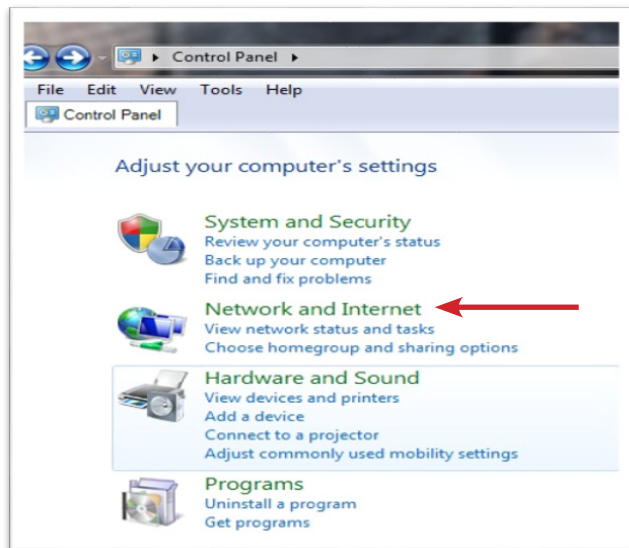 Control Panel
File Edit View Tools Help
Control Panel
Adjust your computer's settings
System and Security
Review your computer's status
Back up your computer
Find and fix problems
Network and Internet
View network status and tasks
Choose homegroup and sharing options
Hardware and Sound
View devices and printers
Add a device
Connect to a projector
Adjust commonly used mobility settings
Programs
Uninstall a program
Get programs